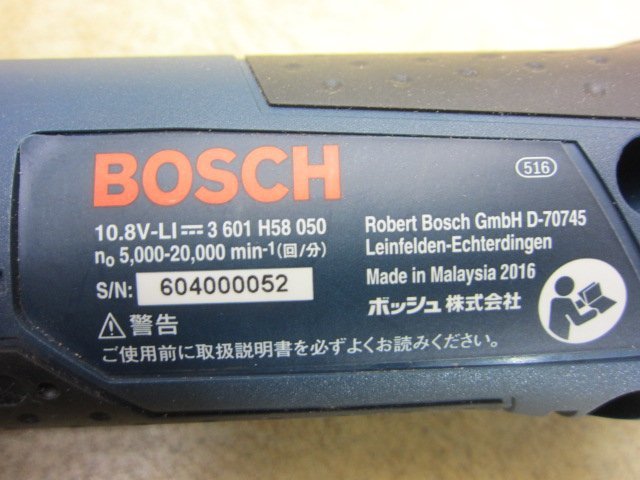 BOSCH
516
10.8V-LI⎓ 3 601 H58 050
n₀ 5,000-20,000 min⁻¹(回/分)
S/N: 604000052
Robert Bosch GmbH D-70745
Leinfelden-Echterdingen
Made in Malaysia 2016
ボッシュ 株式会社
⚠警告
ご使用前に取扱説明書を必ずよくお読みください。